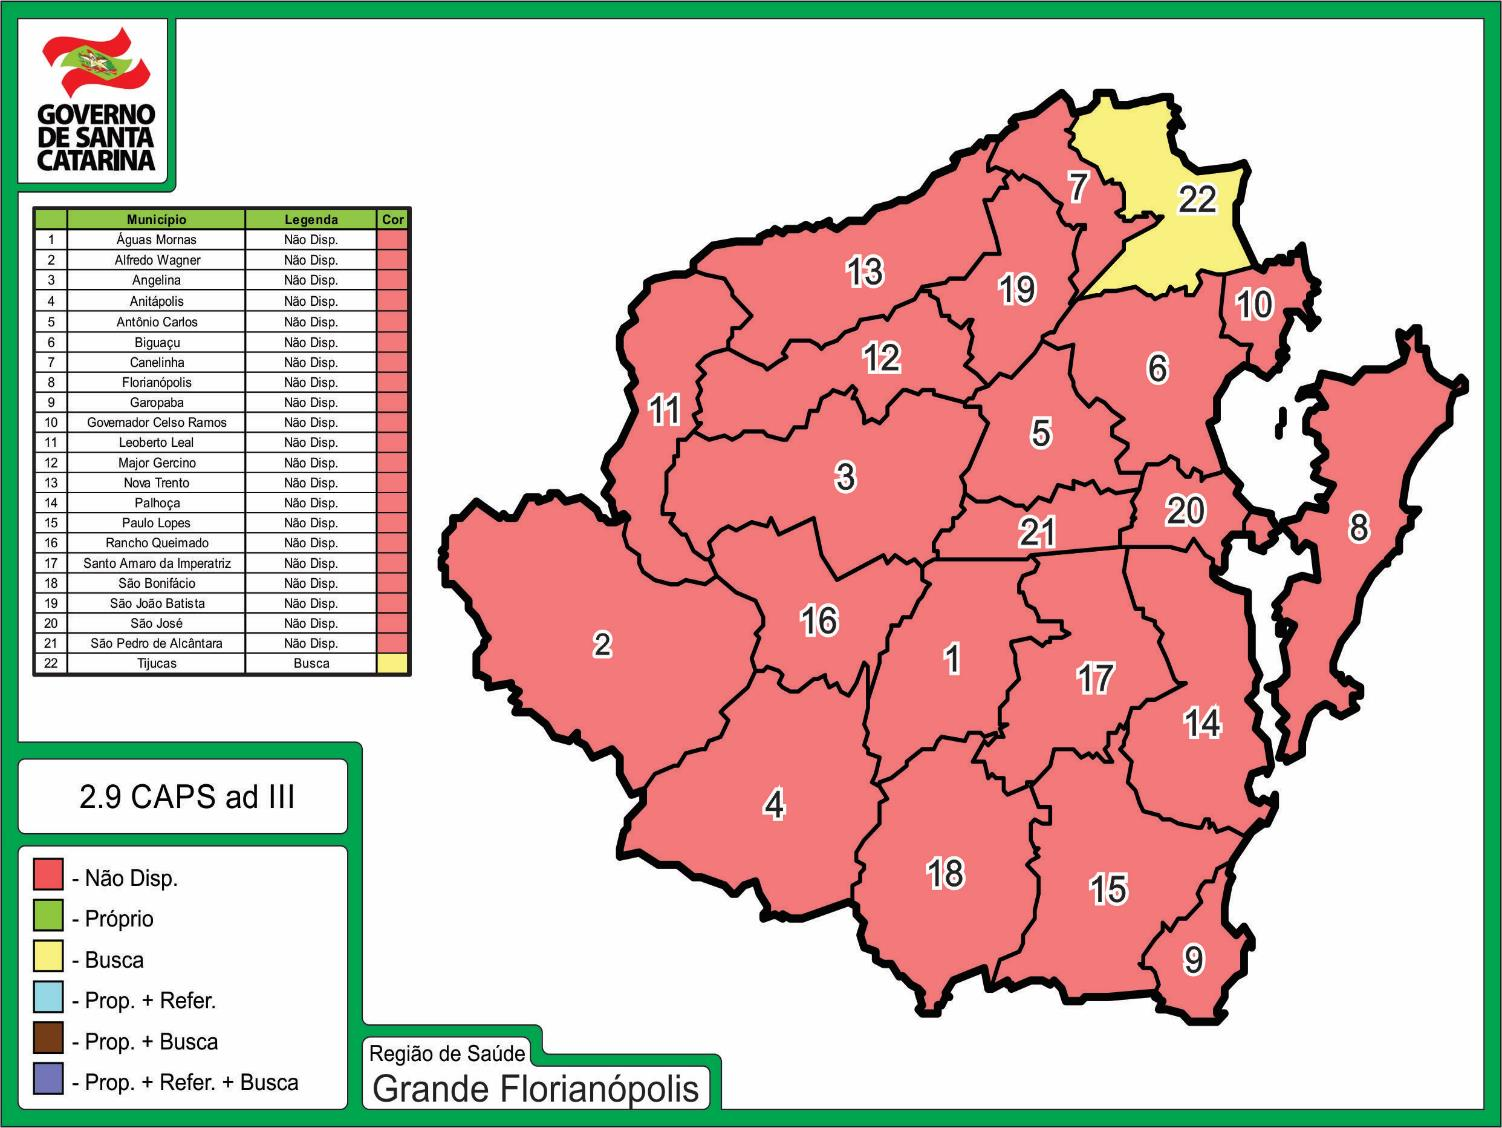 GOVERNO
DE SANTA
CATARINA
Município Legenda Cor
1 Águas Mornas Não Disp.
2 Alfredo Wagner Não Disp.
3 Angelina Não Disp.
4 Anitápolis Não Disp.
5 Antônio Carlos Não Disp.
6 Biguaçu Não Disp.
7 Canelinha Não Disp.
8 Florianópolis Não Disp.
9 Garopaba Não Disp.
10 Governador Celso Ramos Não Disp.
11 Leoberto Leal Não Disp.
12 Major Gercino Não Disp.
13 Nova Trento Não Disp.
14 Palhoça Não Disp.
15 Paulo Lopes Não Disp.
16 Rancho Queimado Não Disp.
17 Santo Amaro da Imperatriz Não Disp.
18 São Bonifácio Não Disp.
19 São João Batista Não Disp.
20 São José Não Disp.
21 São Pedro de Alcântara Não Disp.
22 Tijucas Busca
7
22
13
19
10
12
6
11
5
3
20
21
8
16
2
1
17
14
4
18
15
9
2.9 CAPS ad III
- Não Disp.
- Próprio
- Busca
- Prop. + Refer.
- Prop. + Busca
- Prop. + Refer. + Busca
Região de Saúde
Grande Florianópolis